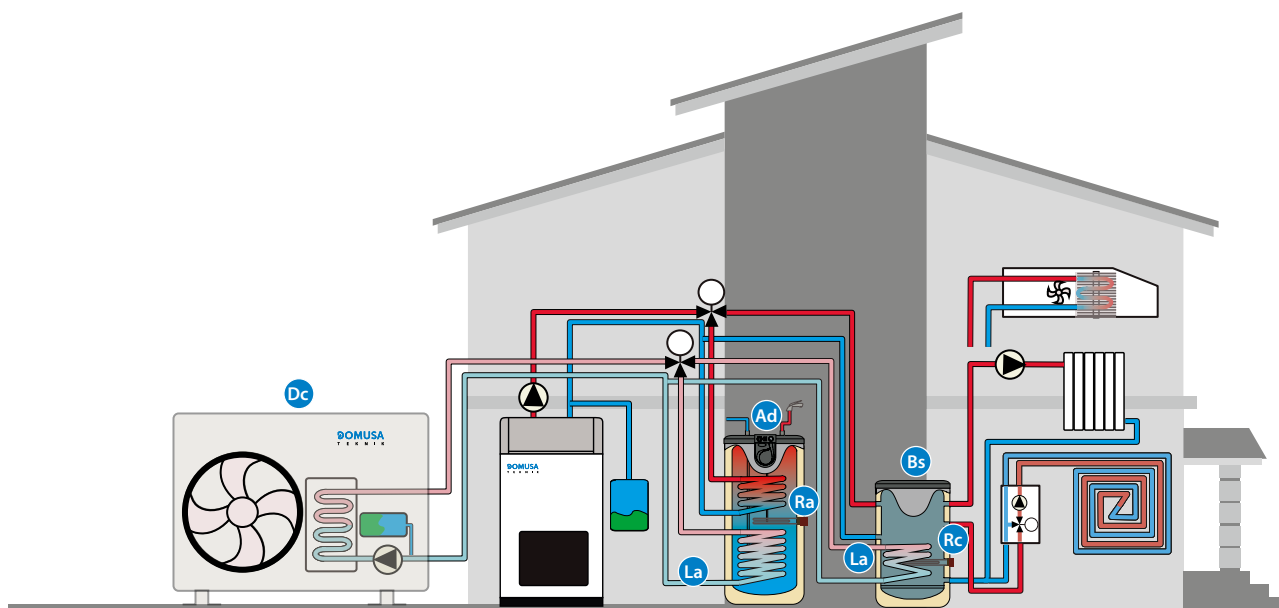 Dc
DOMUSA
TEKNIK
DOMUSA
TEKNIK
Ad
Bs
Ra
Rc
La
La